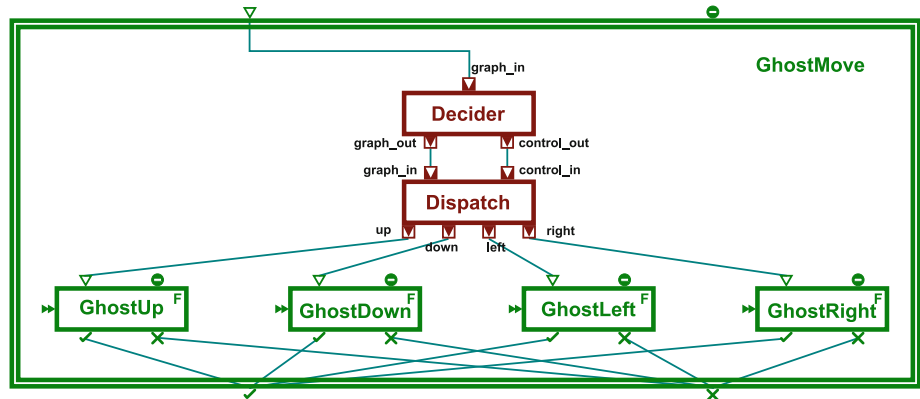 graph_in
GhostMove
Decider
graph_out control_out
graph_in control_in
Dispatch
up down left right
GhostUp F
GhostDown F
GhostLeft F
GhostRight F